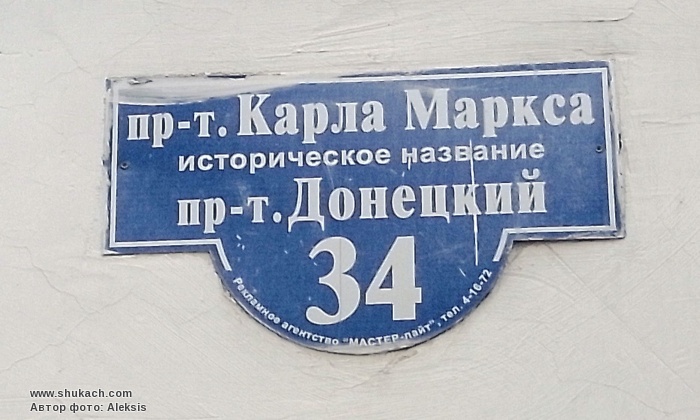 пр-т. Карла Маркса
историческое название
пр-т. Донецкий
34
Рекламное агентство "МАСТЕР-лайт", тел. 4-16-72
www.shukach.com
Автор фото: Aleksis